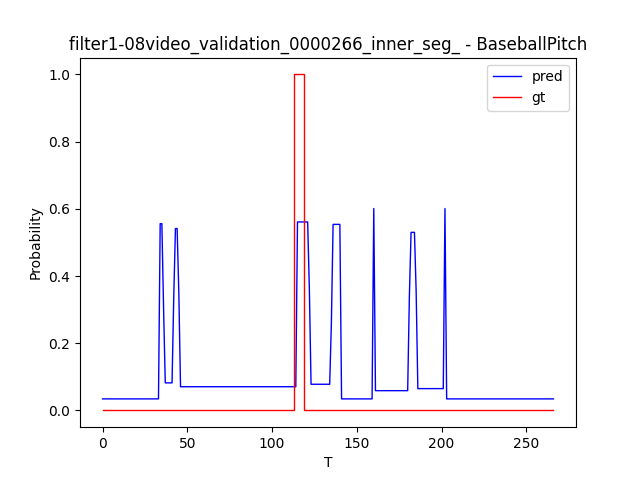 filter1-08video_validation_0000266_inner_seg_ - BaseballPitch
pred
gt
1.0
0.8
0.6
0.4
0.2
0.0
Probability
0
50
100
150
200
250
T